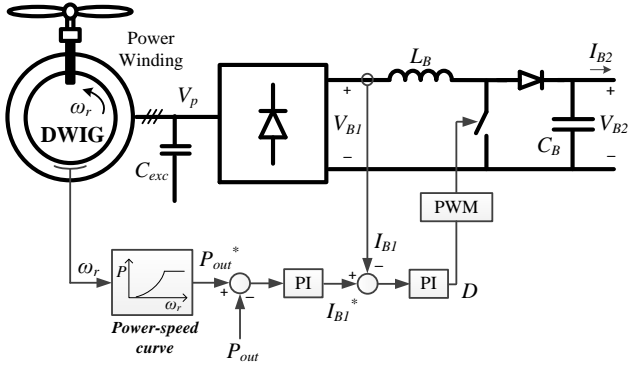 Power
Winding
ω_r
DWIG
V_p
C_exc
+
V_B1
−
L_B
I_B2
+
V_B2
−
C_B
PWM
I_B1
ω_r
P
ω_r
Power-speed
curve
P_out*
+
−
P_out
PI
I_B1*
+
−
PI
D